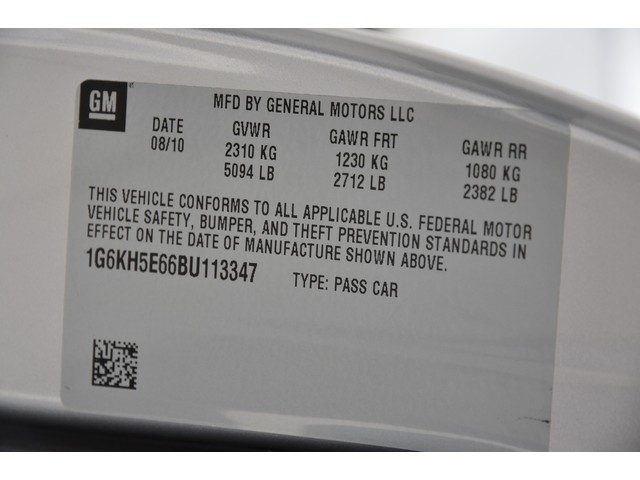 GM
MFD BY GENERAL MOTORS LLC
DATE GVWR GAWR FRT GAWR RR
08/10 2310 KG 1230 KG 1080 KG
5094 LB 2712 LB 2382 LB
THIS VEHICLE CONFORMS TO ALL APPLICABLE U.S. FEDERAL MOTOR
VEHICLE SAFETY, BUMPER, AND THEFT PREVENTION STANDARDS IN
EFFECT ON THE DATE OF MANUFACTURE SHOWN ABOVE.
1G6KH5E66BU113347 TYPE: PASS CAR